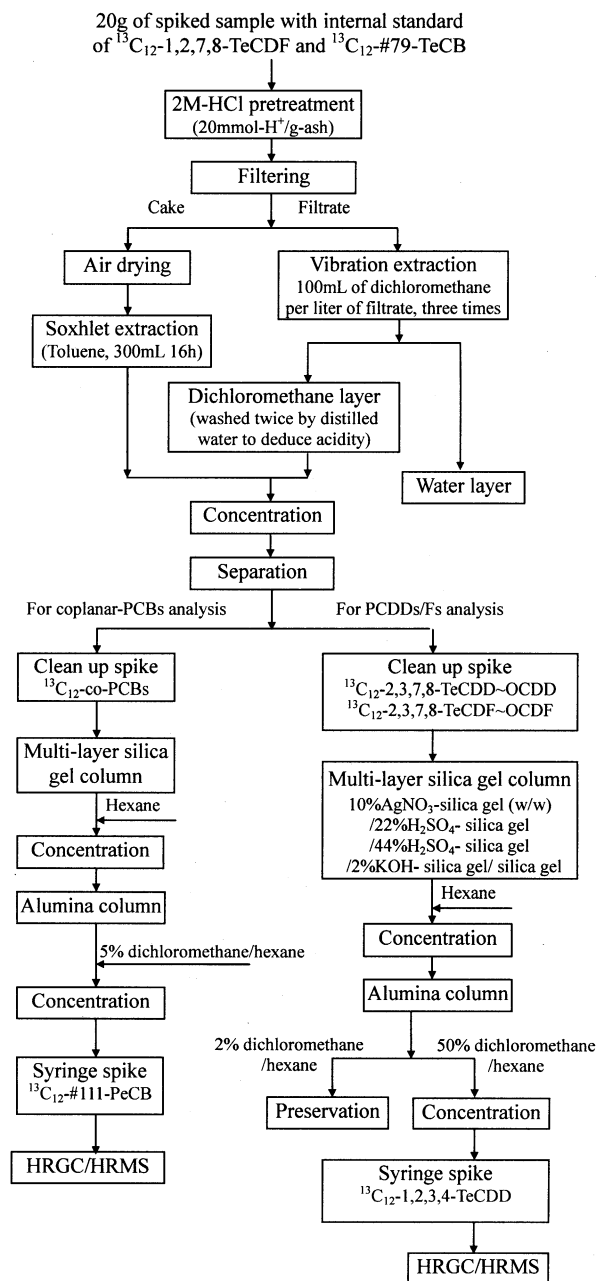 20g of spiked sample with internal standard
of ¹³C₁₂-1,2,7,8-TeCDF and ¹³C₁₂-#79-TeCB
2M-HCl pretreatment
(20mmol-H⁺/g-ash)
Filtering
Cake
Filtrate
Air drying
Vibration extraction
100mL of dichloromethane
per liter of filtrate, three times
Soxhlet extraction
(Toluene, 300mL 16h)
Dichloromethane layer
(washed twice by distilled
water to deduce acidity)
Water layer
Concentration
Separation
For coplanar-PCBs analysis
For PCDDs/Fs analysis
Clean up spike
¹³C₁₂-co-PCBs
Multi-layer silica
gel column
Hexane
Concentration
Alumina column
5% dichloromethane/hexane
Concentration
Syringe spike
¹³C₁₂-#111-PeCB
HRGC/HRMS
Clean up spike
¹³C₁₂-2,3,7,8-TeCDD~OCDD
¹³C₁₂-2,3,7,8-TeCDF~OCDF
Multi-layer silica gel column
10%AgNO₃-silica gel (w/w)
/22%H₂SO₄- silica gel
/44%H₂SO₄- silica gel
/2%KOH- silica gel/ silica gel
Hexane
Concentration
Alumina column
2% dichloromethane
/hexane
50% dichloromethane
/hexane
Preservation
Concentration
Syringe spike
¹³C₁₂-1,2,3,4-TeCDD
HRGC/HRMS